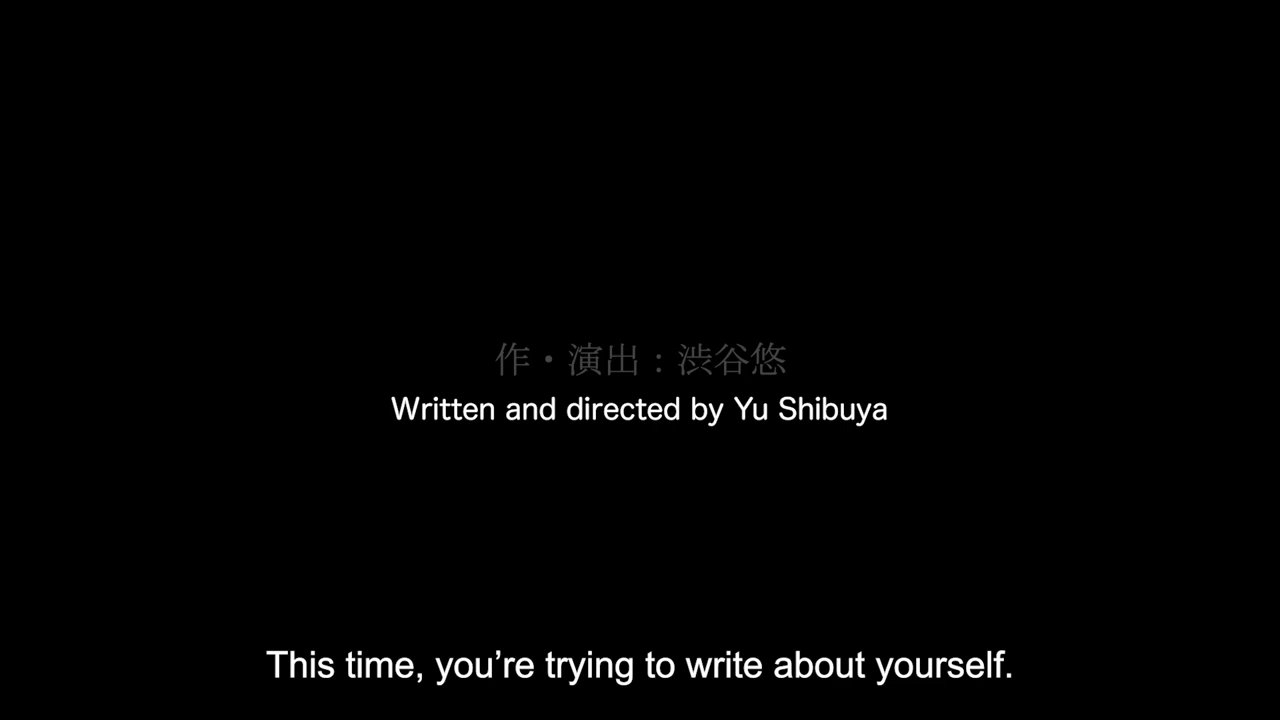 作・演出：渋谷悠
Written and directed by Yu Shibuya
This time, you’re trying to write about yourself.